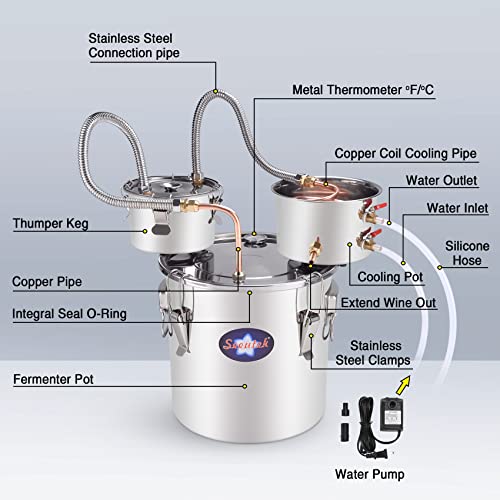 Stainless Steel
Connection pipe
Metal Thermometer °F/°C
Copper Coil Cooling Pipe
Water Outlet
Water Inlet
Thumper Keg
Silicone
Hose
Cooling Pot
Copper Pipe
Extend Wine Out
Integral Seal O-Ring
Stainless
Steel Clamps
Fermenter Pot
Water Pump